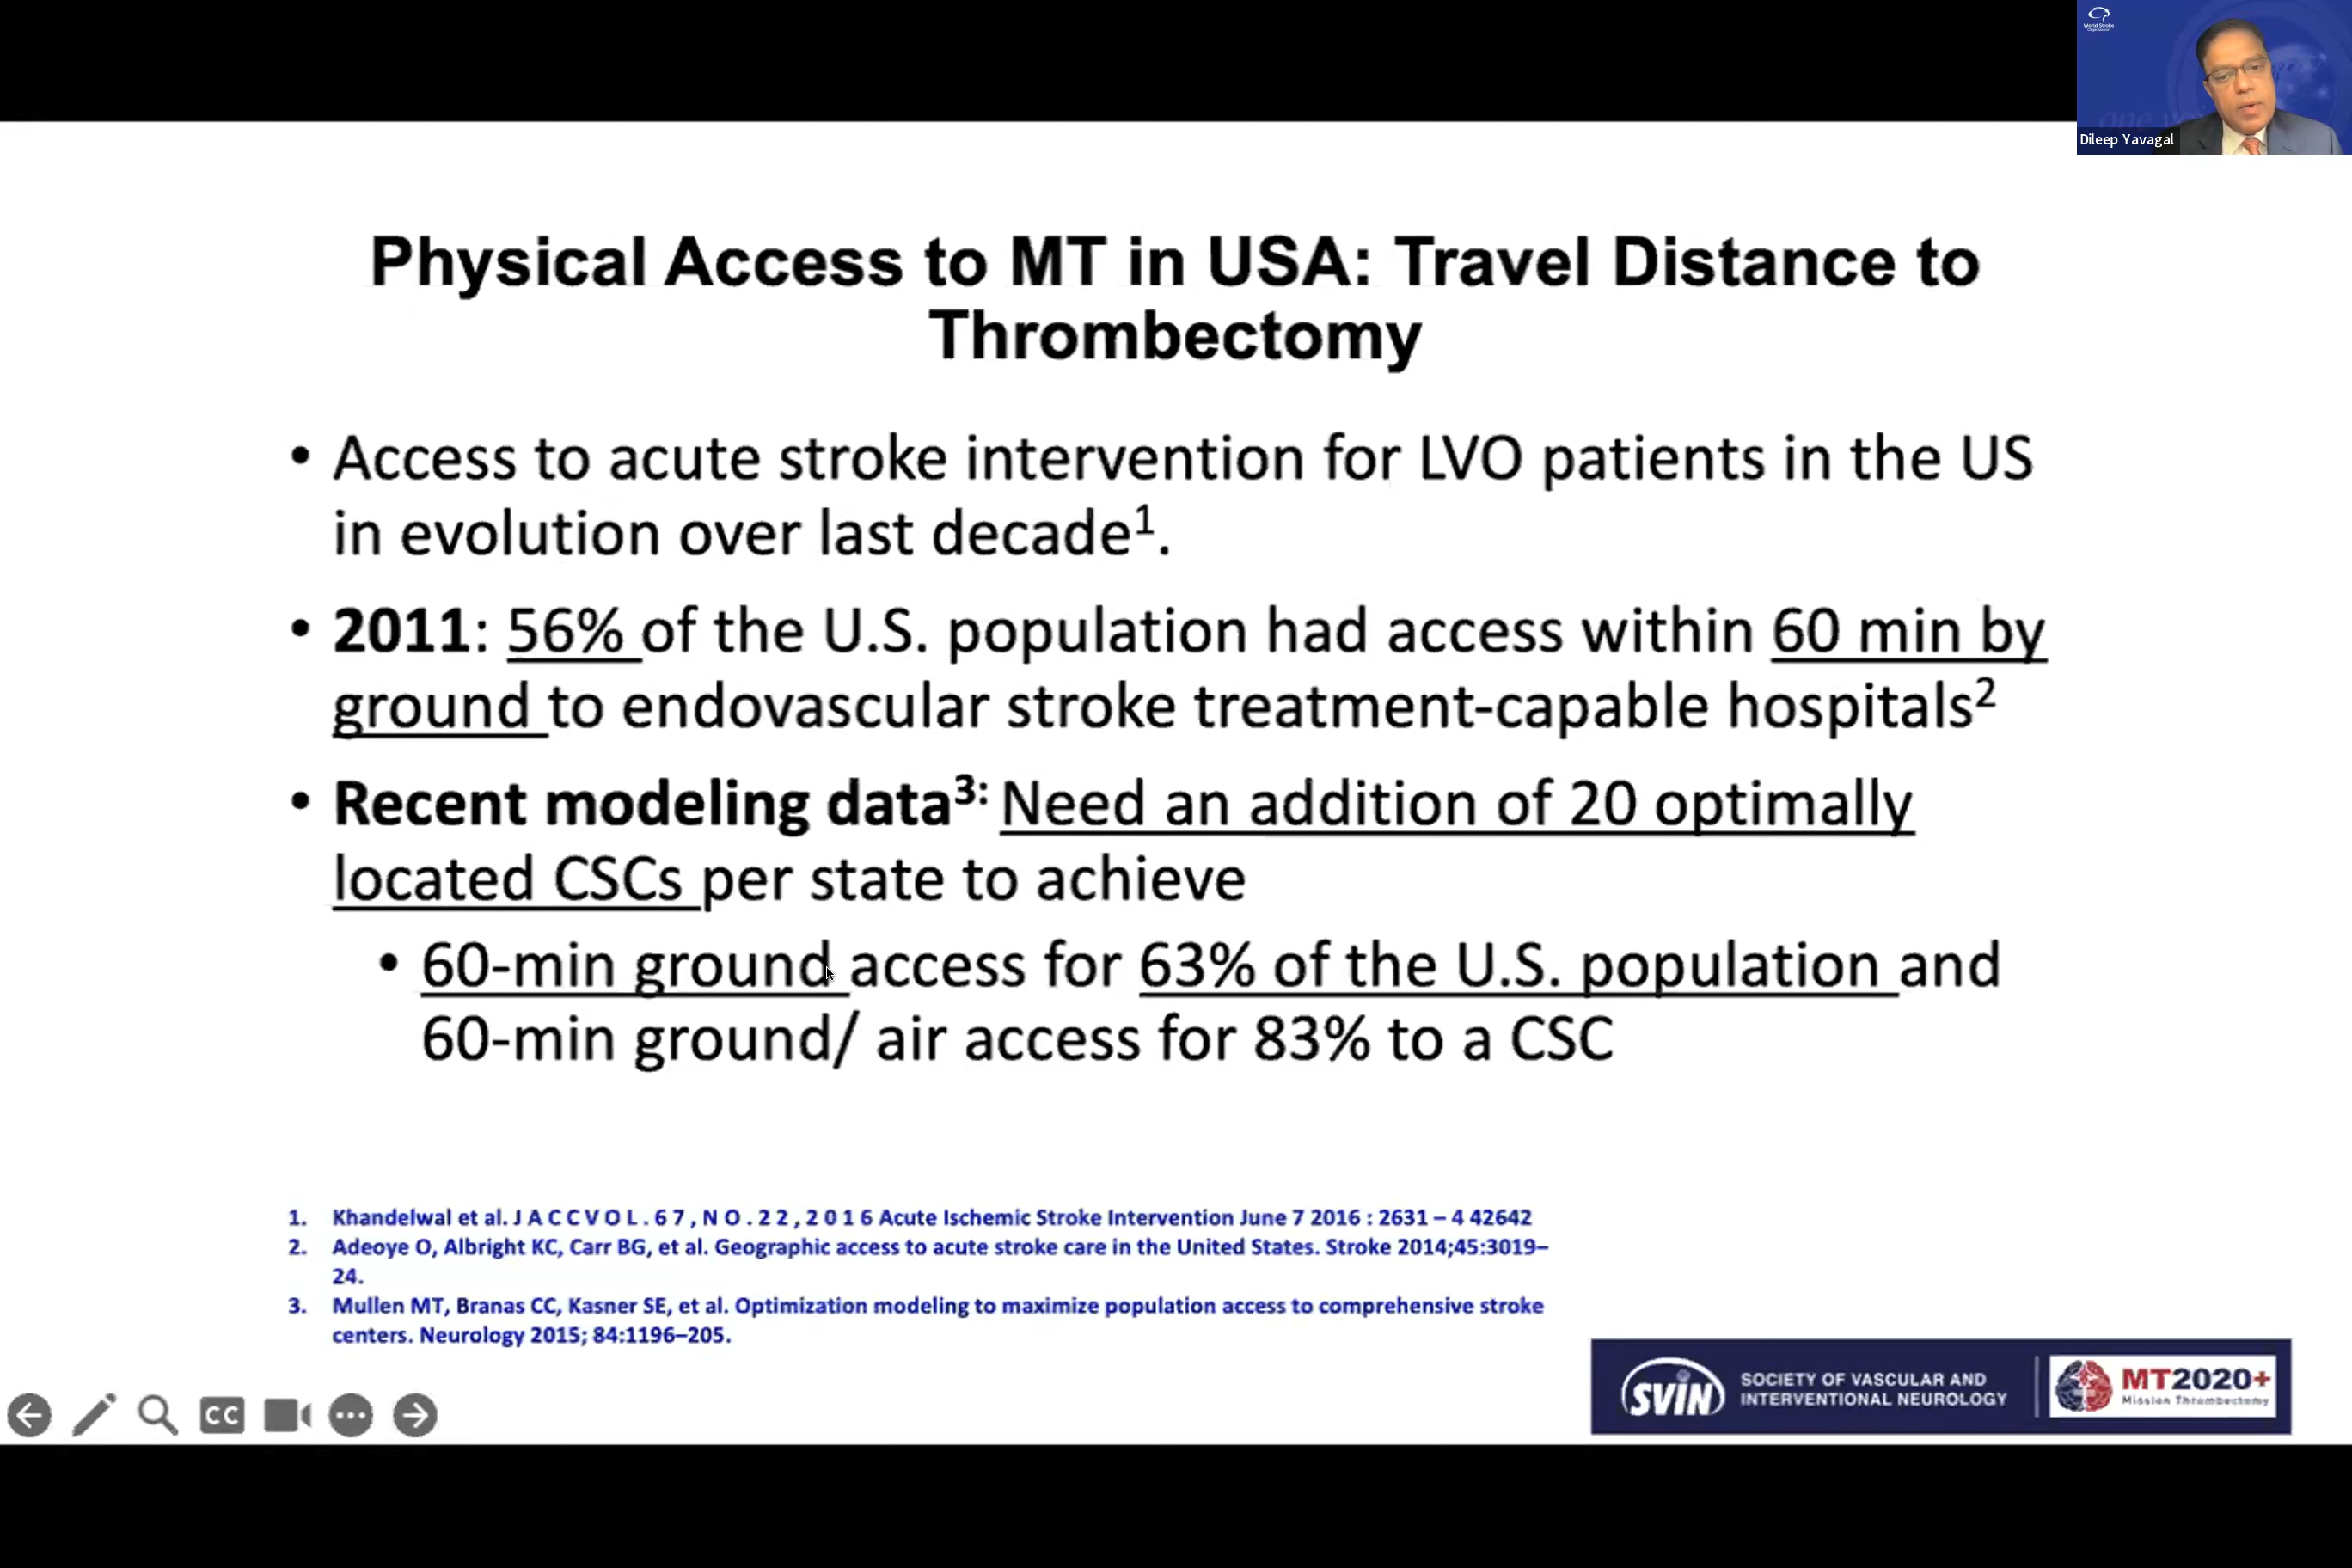 World Stroke
Organization
Dileep Yavagal
Physical Access to MT in USA: Travel Distance to
Thrombectomy
• Access to acute stroke intervention for LVO patients in the US
in evolution over last decade¹.
• 2011: 56% of the U.S. population had access within 60 min by
ground to endovascular stroke treatment-capable hospitals²
• Recent modeling data³: Need an addition of 20 optimally
located CSCs per state to achieve
• 60-min ground access for 63% of the U.S. population and
60-min ground/ air access for 83% to a CSC
1. Khandelwal et al. J A C C V O L . 6 7 , N O . 2 2 , 2 0 1 6 Acute Ischemic Stroke Intervention June 7 2016 : 2631 – 4 42642
2. Adeoye O, Albright KC, Carr BG, et al. Geographic access to acute stroke care in the United States. Stroke 2014;45:3019–
24.
3. Mullen MT, Branas CC, Kasner SE, et al. Optimization modeling to maximize population access to comprehensive stroke
centers. Neurology 2015; 84:1196–205.
CC
SVIN
SOCIETY OF VASCULAR AND
INTERVENTIONAL NEUROLOGY
MT2020+
Mission Thrombectomy